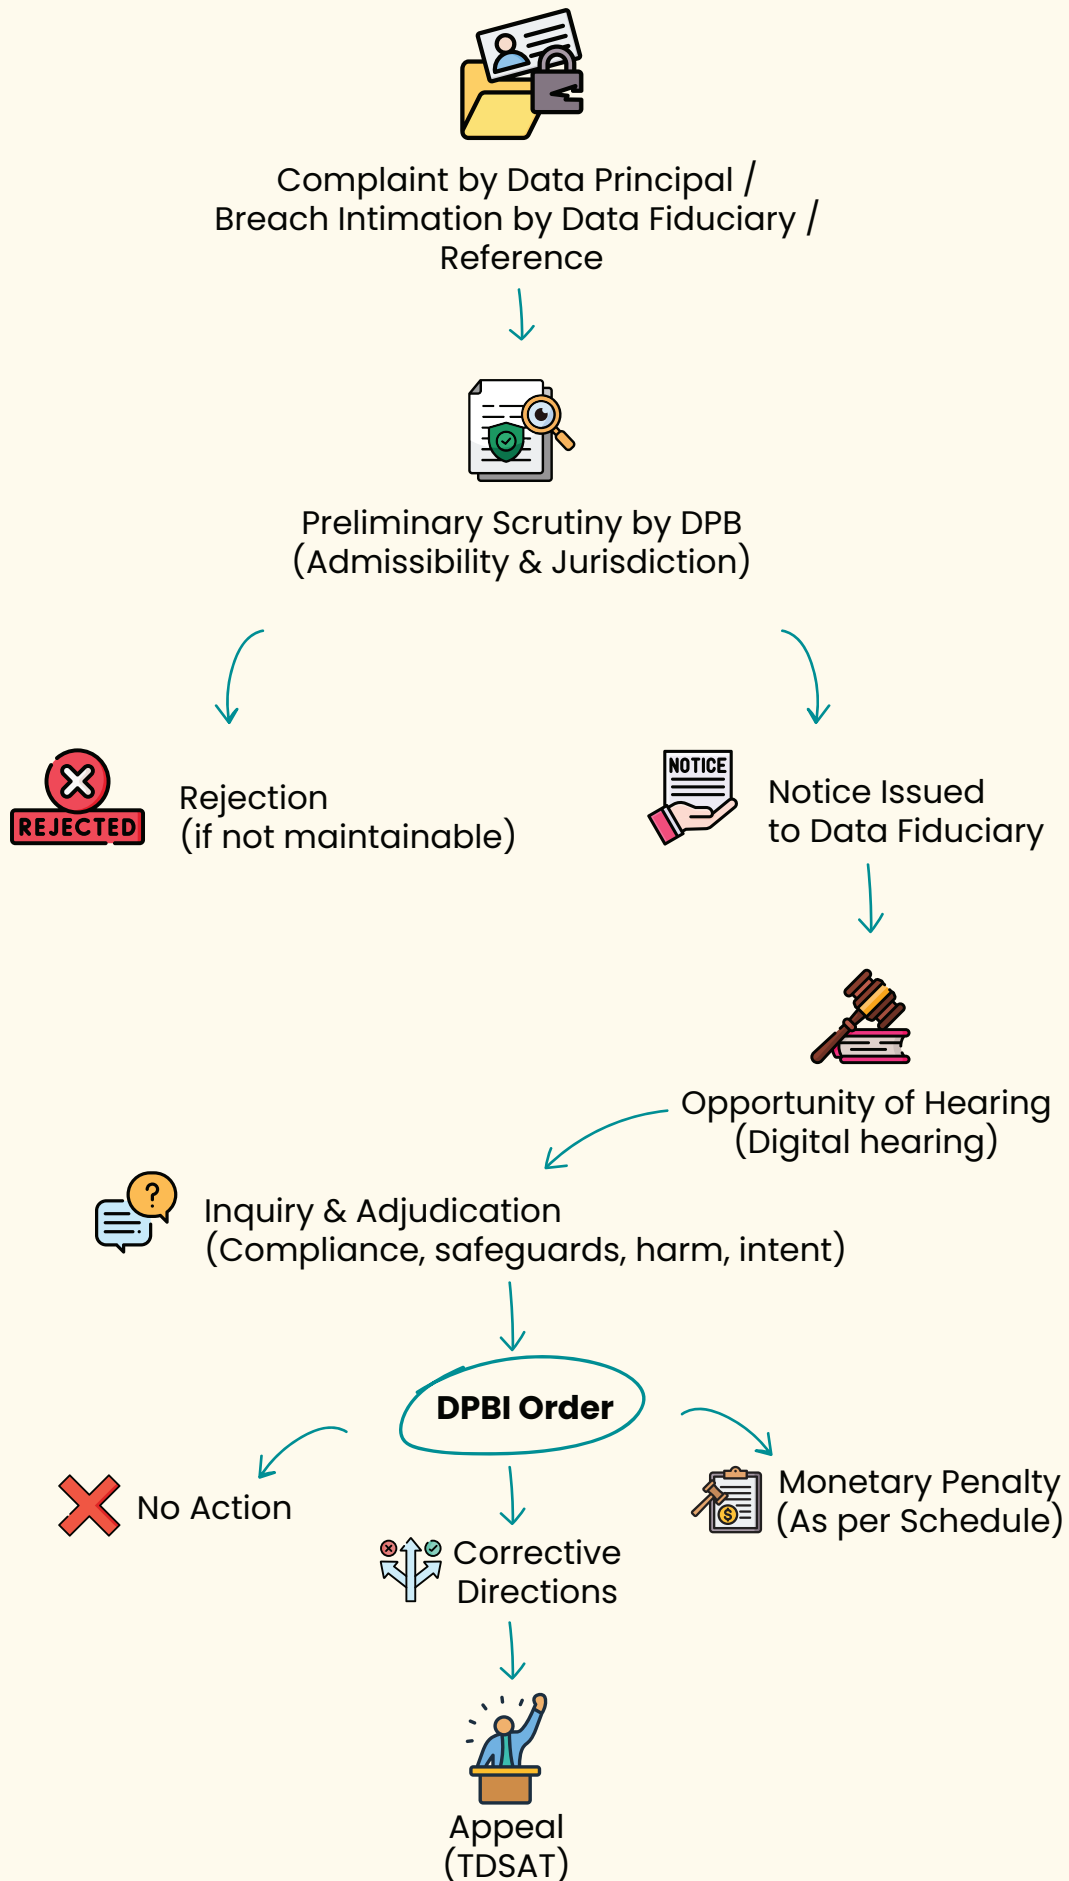 Complaint by Data Principal /
Breach Intimation by Data Fiduciary /
Reference
Preliminary Scrutiny by DPB
(Admissibility & Jurisdiction)
REJECTED
Rejection
(if not maintainable)
NOTICE
Notice Issued
to Data Fiduciary
Opportunity of Hearing
(Digital hearing)
?
Inquiry & Adjudication
(Compliance, safeguards, harm, intent)
DPBI Order
No Action
$
Monetary Penalty
(As per Schedule)
Corrective
Directions
Appeal
(TDSAT)